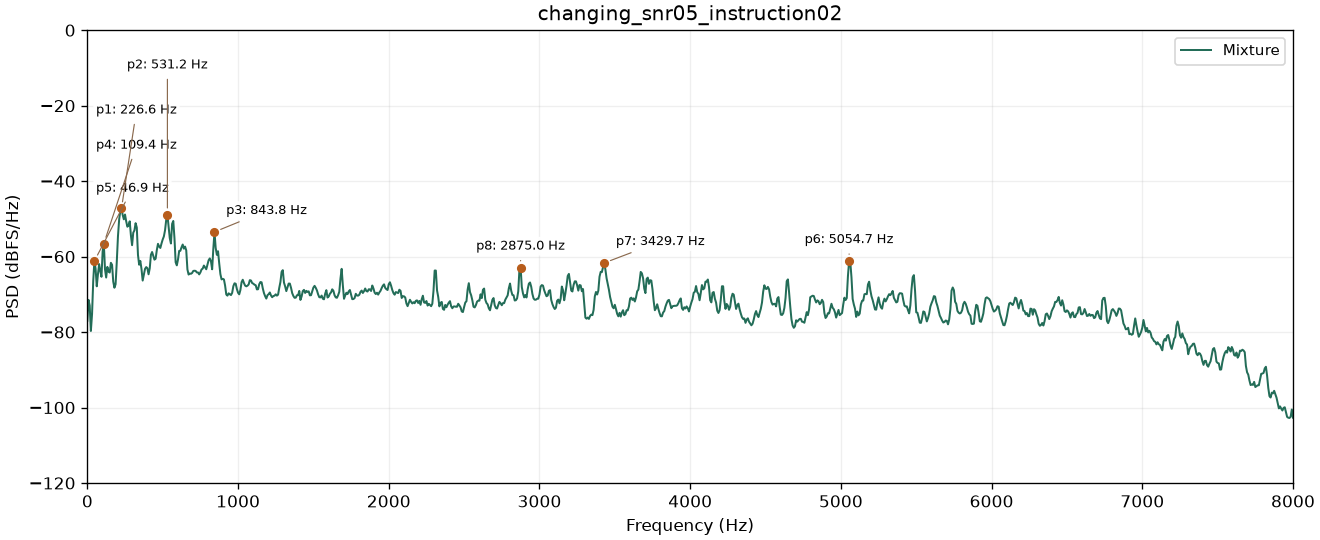 changing_snr05_instruction02
Mixture
p2: 531.2 Hz
p1: 226.6 Hz
p4: 109.4 Hz
p5: 46.9 Hz
p3: 843.8 Hz
p8: 2875.0 Hz
p7: 3429.7 Hz
p6: 5054.7 Hz
PSD (dBFS/Hz)
0
−20
−40
−60
−80
−100
−120
0 1000 2000 3000 4000 5000 6000 7000 8000
Frequency (Hz)